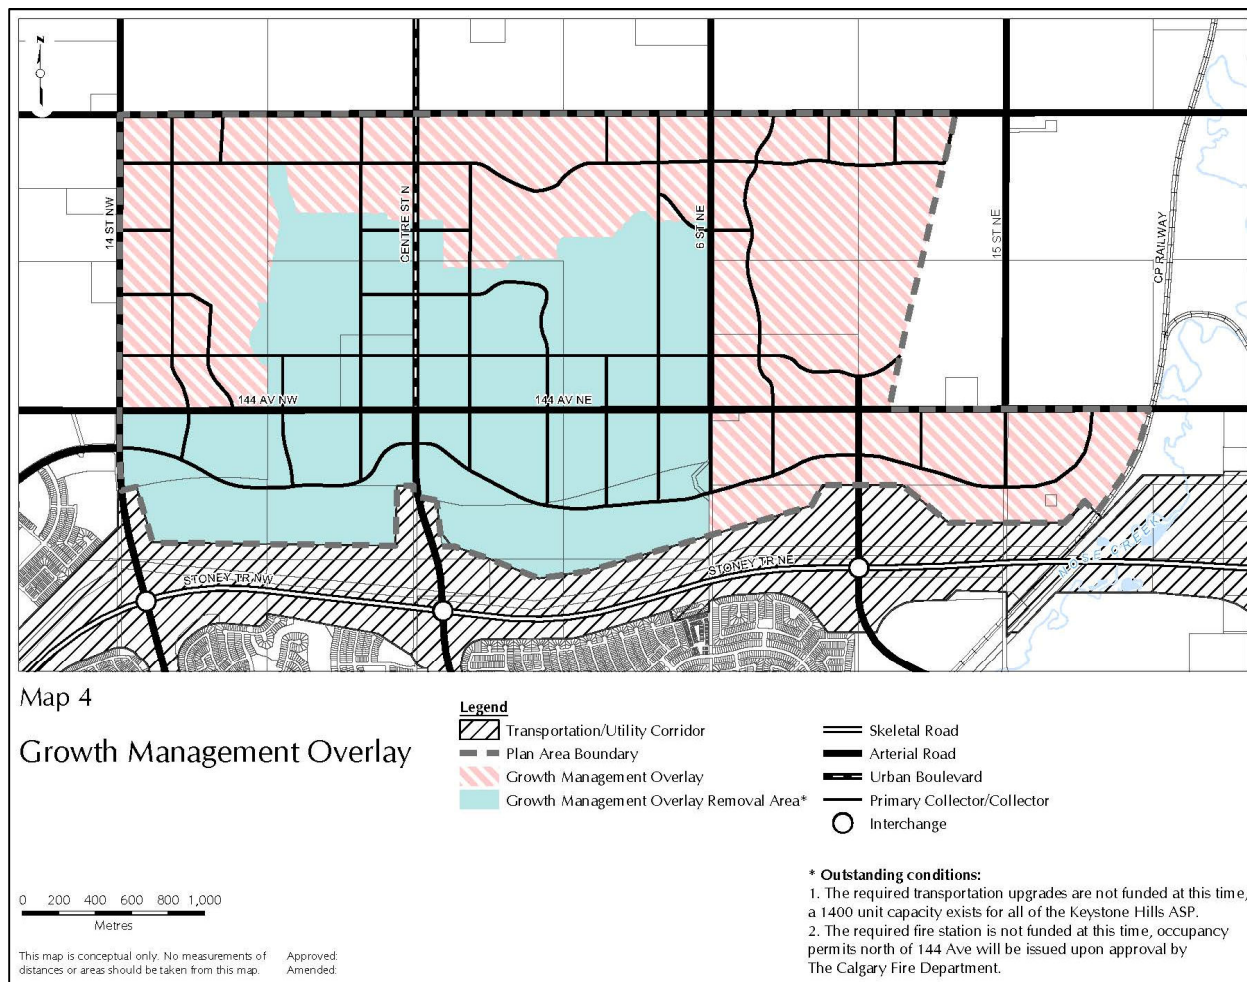 N
14 ST NW
CENTRE ST N
6 ST NE
15 ST NE
CP RAILWAY
144 AV NW
144 AV NE
STONEY TR NW
STONEY TR NE
NOSE CREEK
Map 4
Growth Management Overlay
Legend
Transportation/Utility Corridor
Plan Area Boundary
Growth Management Overlay
Growth Management Overlay Removal Area*
Skeletal Road
Arterial Road
Urban Boulevard
Primary Collector/Collector
Interchange
0 200 400 600 800 1,000
Metres
This map is conceptual only. No measurements of
distances or areas should be taken from this map.
Approved:
Amended:
* Outstanding conditions:
1. The required transportation upgrades are not funded at this time,
a 1400 unit capacity exists for all of the Keystone Hills ASP.
2. The required fire station is not funded at this time, occupancy
permits north of 144 Ave will be issued upon approval by
The Calgary Fire Department.